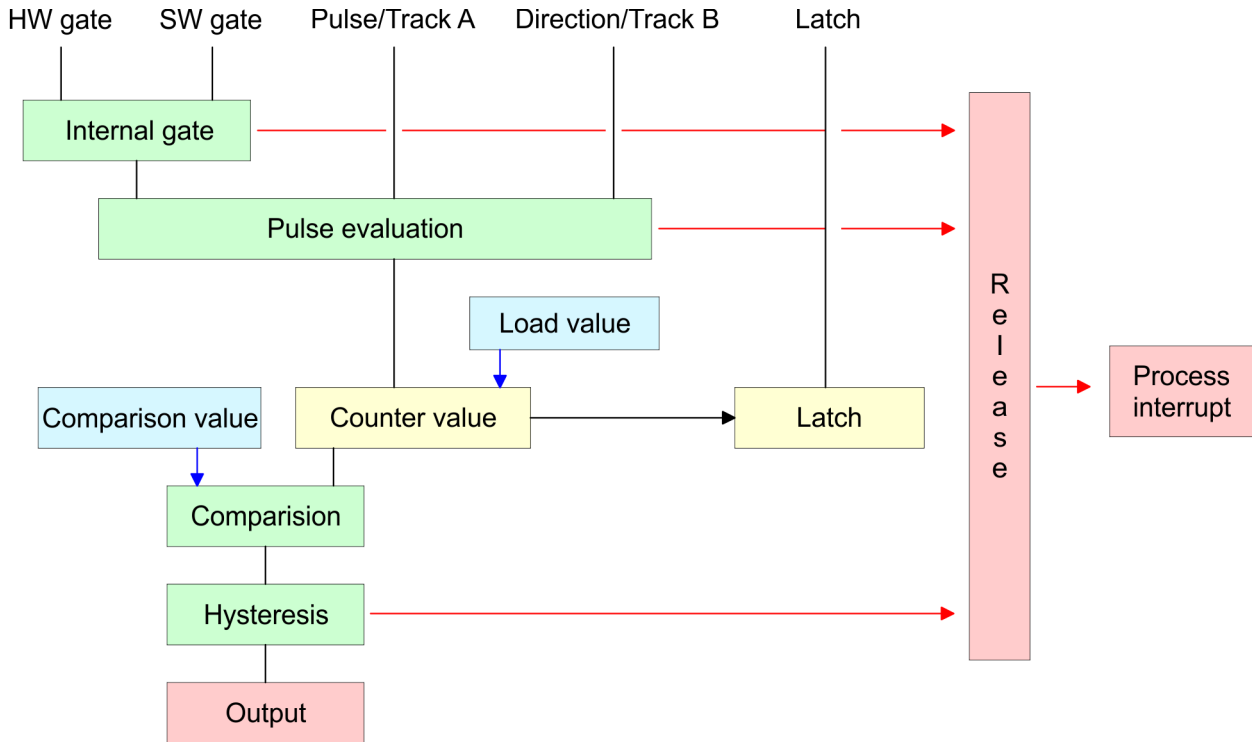 HW gate
SW gate
Pulse/Track A
Direction/Track B
Latch
Internal gate
Pulse evaluation
Load value
Comparison value
Counter value
Latch
Comparision
Hysteresis
Output
Release
Process
interrupt